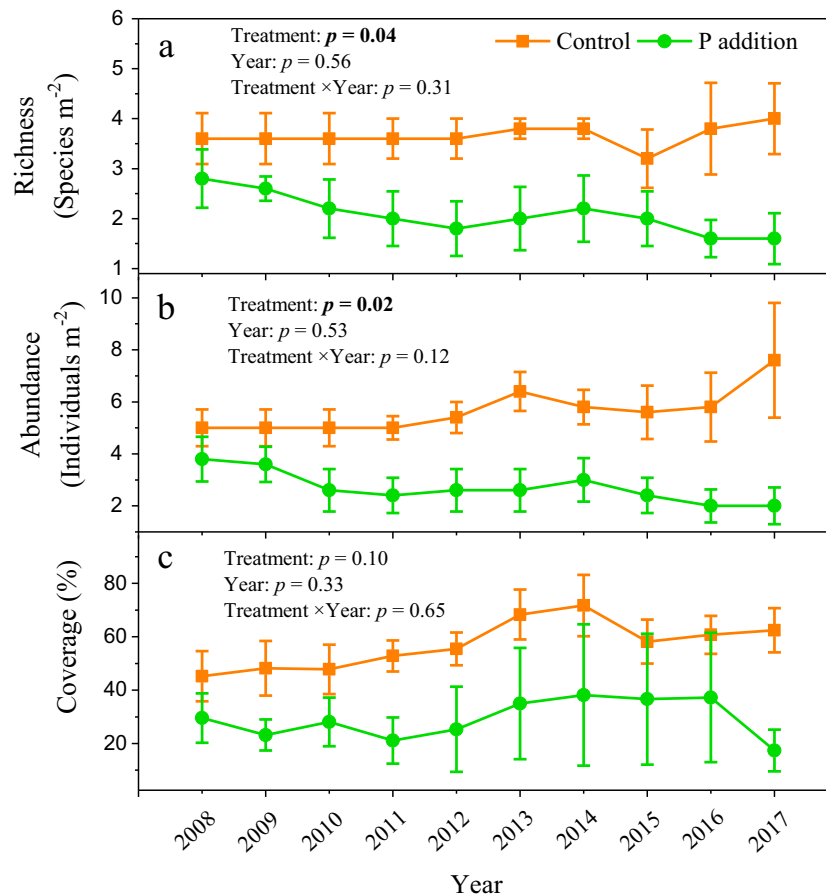 a
Treatment: p = 0.04
Year: p = 0.56
Treatment ×Year: p = 0.31
Control
P addition
Richness
(Species m⁻²)
6
5
4
3
2
1
b
Treatment: p = 0.02
Year: p = 0.53
Treatment ×Year: p = 0.12
Abundance
(Individuals m⁻²)
10
8
6
4
2
c
Treatment: p = 0.10
Year: p = 0.33
Treatment ×Year: p = 0.65
Coverage (%)
80
60
40
20
2008 2009 2010 2011 2012 2013 2014 2015 2016 2017
Year